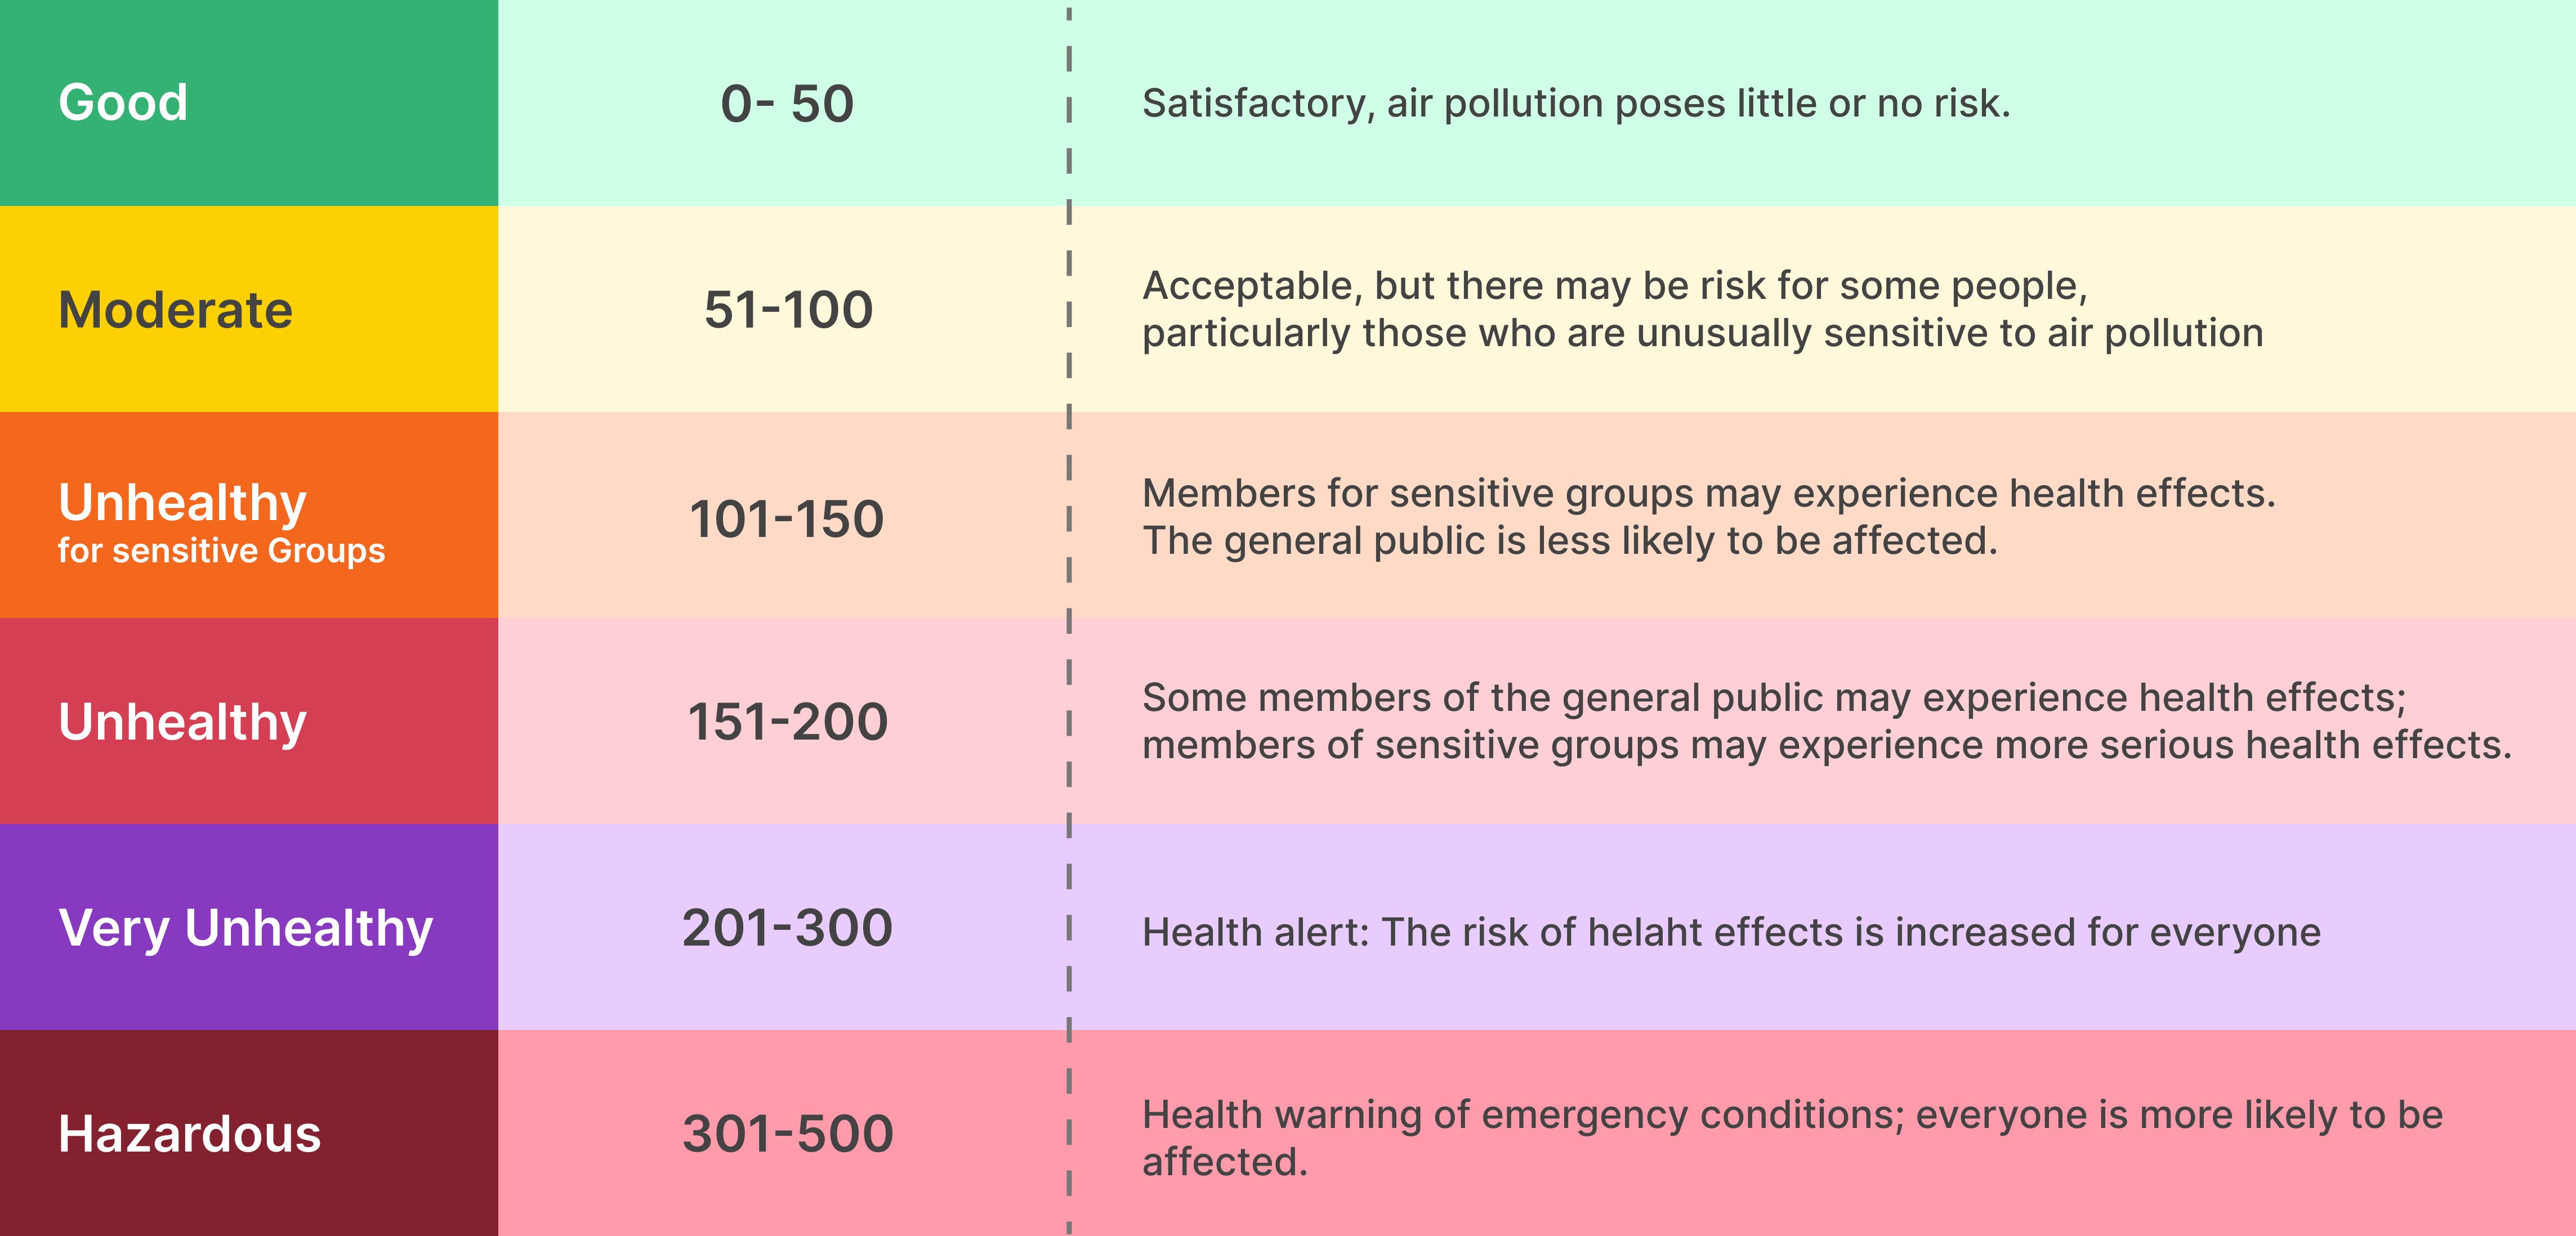 Good
0- 50
Satisfactory, air pollution poses little or no risk.
Moderate
51-100
Acceptable, but there may be risk for some people,
particularly those who are unusually sensitive to air pollution
Unhealthy
for sensitive Groups
101-150
Members for sensitive groups may experience health effects.
The general public is less likely to be affected.
Unhealthy
151-200
Some members of the general public may experience health effects;
members of sensitive groups may experience more serious health effects.
Very Unhealthy
201-300
Health alert: The risk of helaht effects is increased for everyone
Hazardous
301-500
Health warning of emergency conditions; everyone is more likely to be
affected.